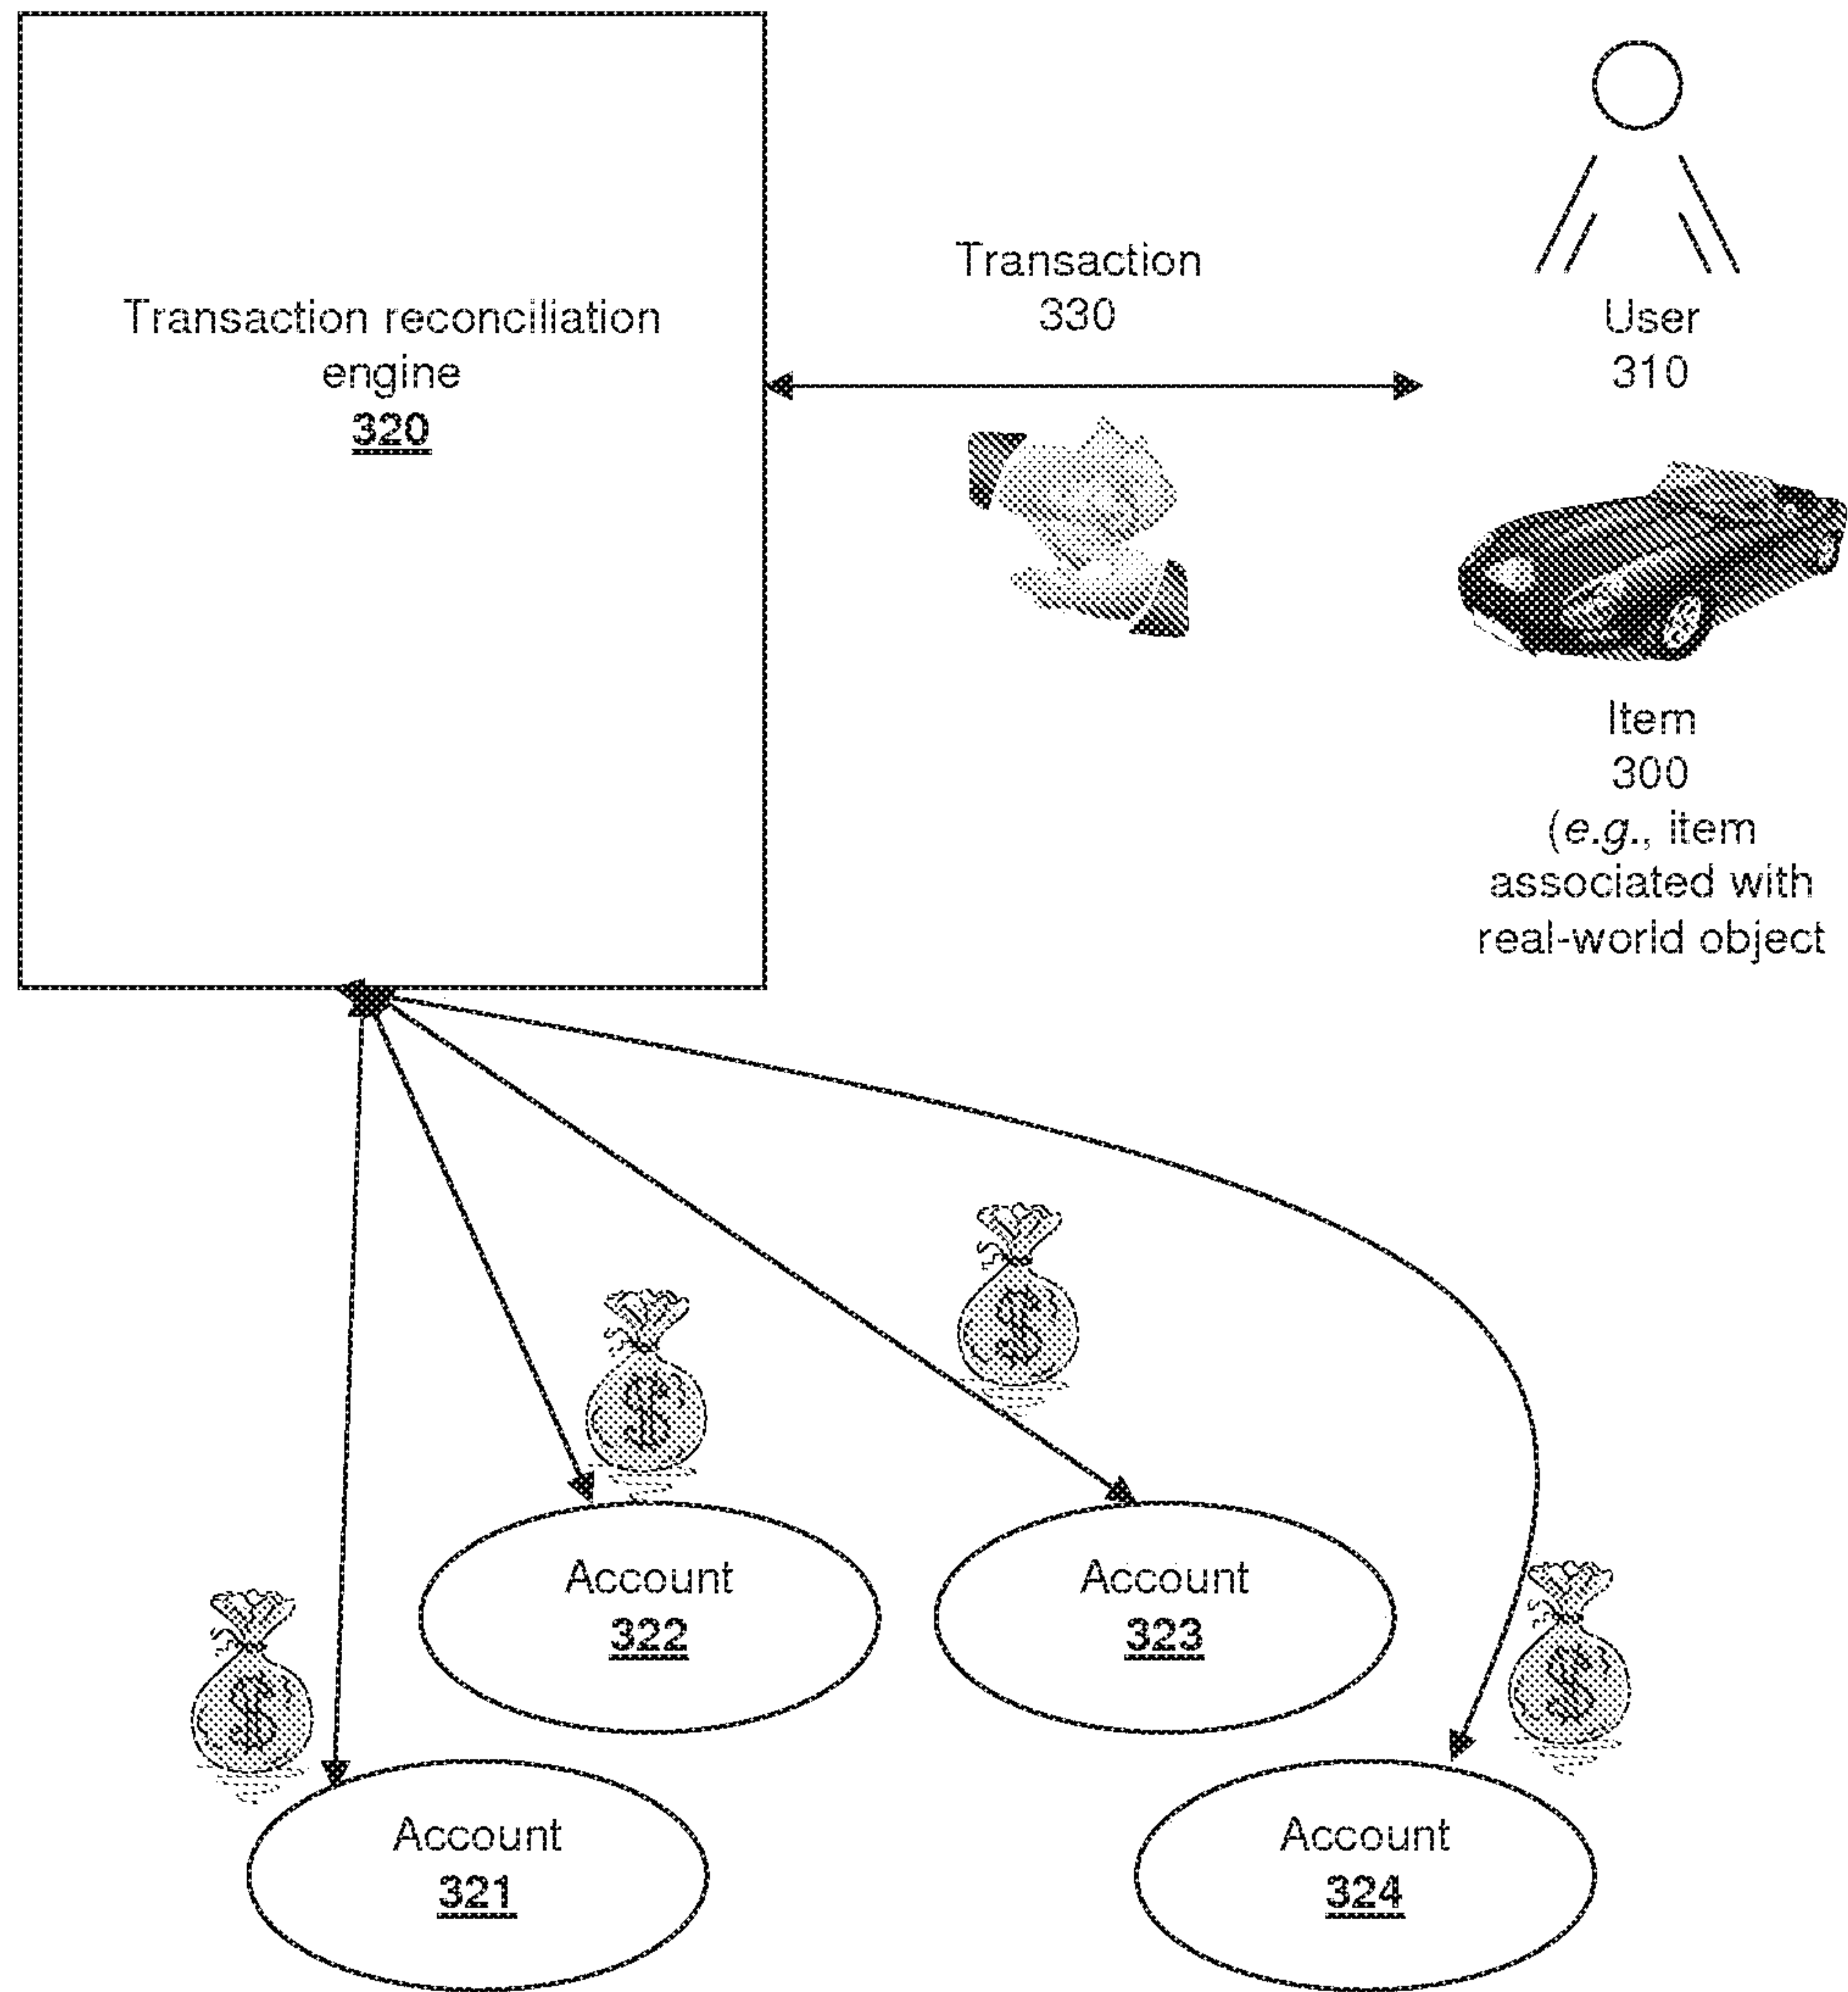 Transaction reconciliation
engine
320
Transaction
330
User
310
Item
300
(e.g., item
associated with
real-world object
$
$
$
$
Account
322
Account
323
Account
321
Account
324